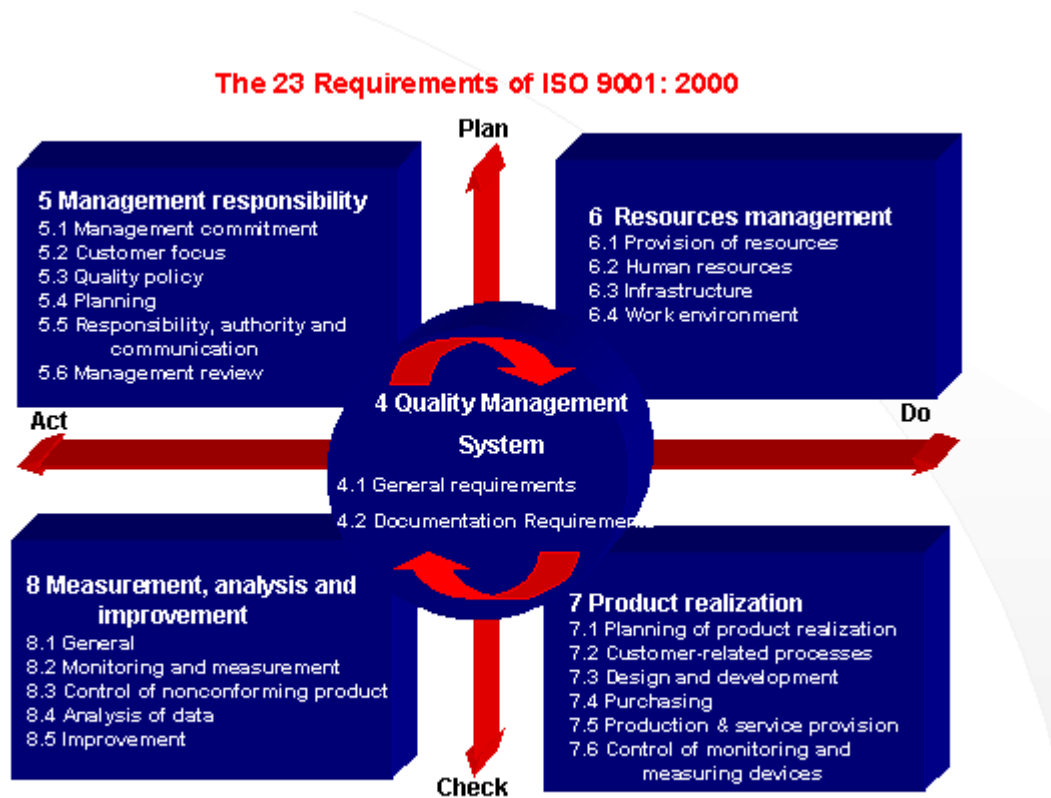 The 23 Requirements of ISO 9001: 2000
Plan
5 Management responsibility
5.1 Management commitment
5.2 Customer focus
5.3 Quality policy
5.4 Planning
5.5 Responsibility, authority and
communication
5.6 Management review
6 Resources management
6.1 Provision of resources
6.2 Human resources
6.3 Infrastructure
6.4 Work environment
Act
Do
4 Quality Management
System
4.1 General requirements
4.2 Documentation Requirements
8 Measurement, analysis and
improvement
8.1 General
8.2 Monitoring and measurement
8.3 Control of nonconforming product
8.4 Analysis of data
8.5 Improvement
7 Product realization
7.1 Planning of product realization
7.2 Customer-related processes
7.3 Design and development
7.4 Purchasing
7.5 Production & service provision
7.6 Control of monitoring and
measuring devices
Check